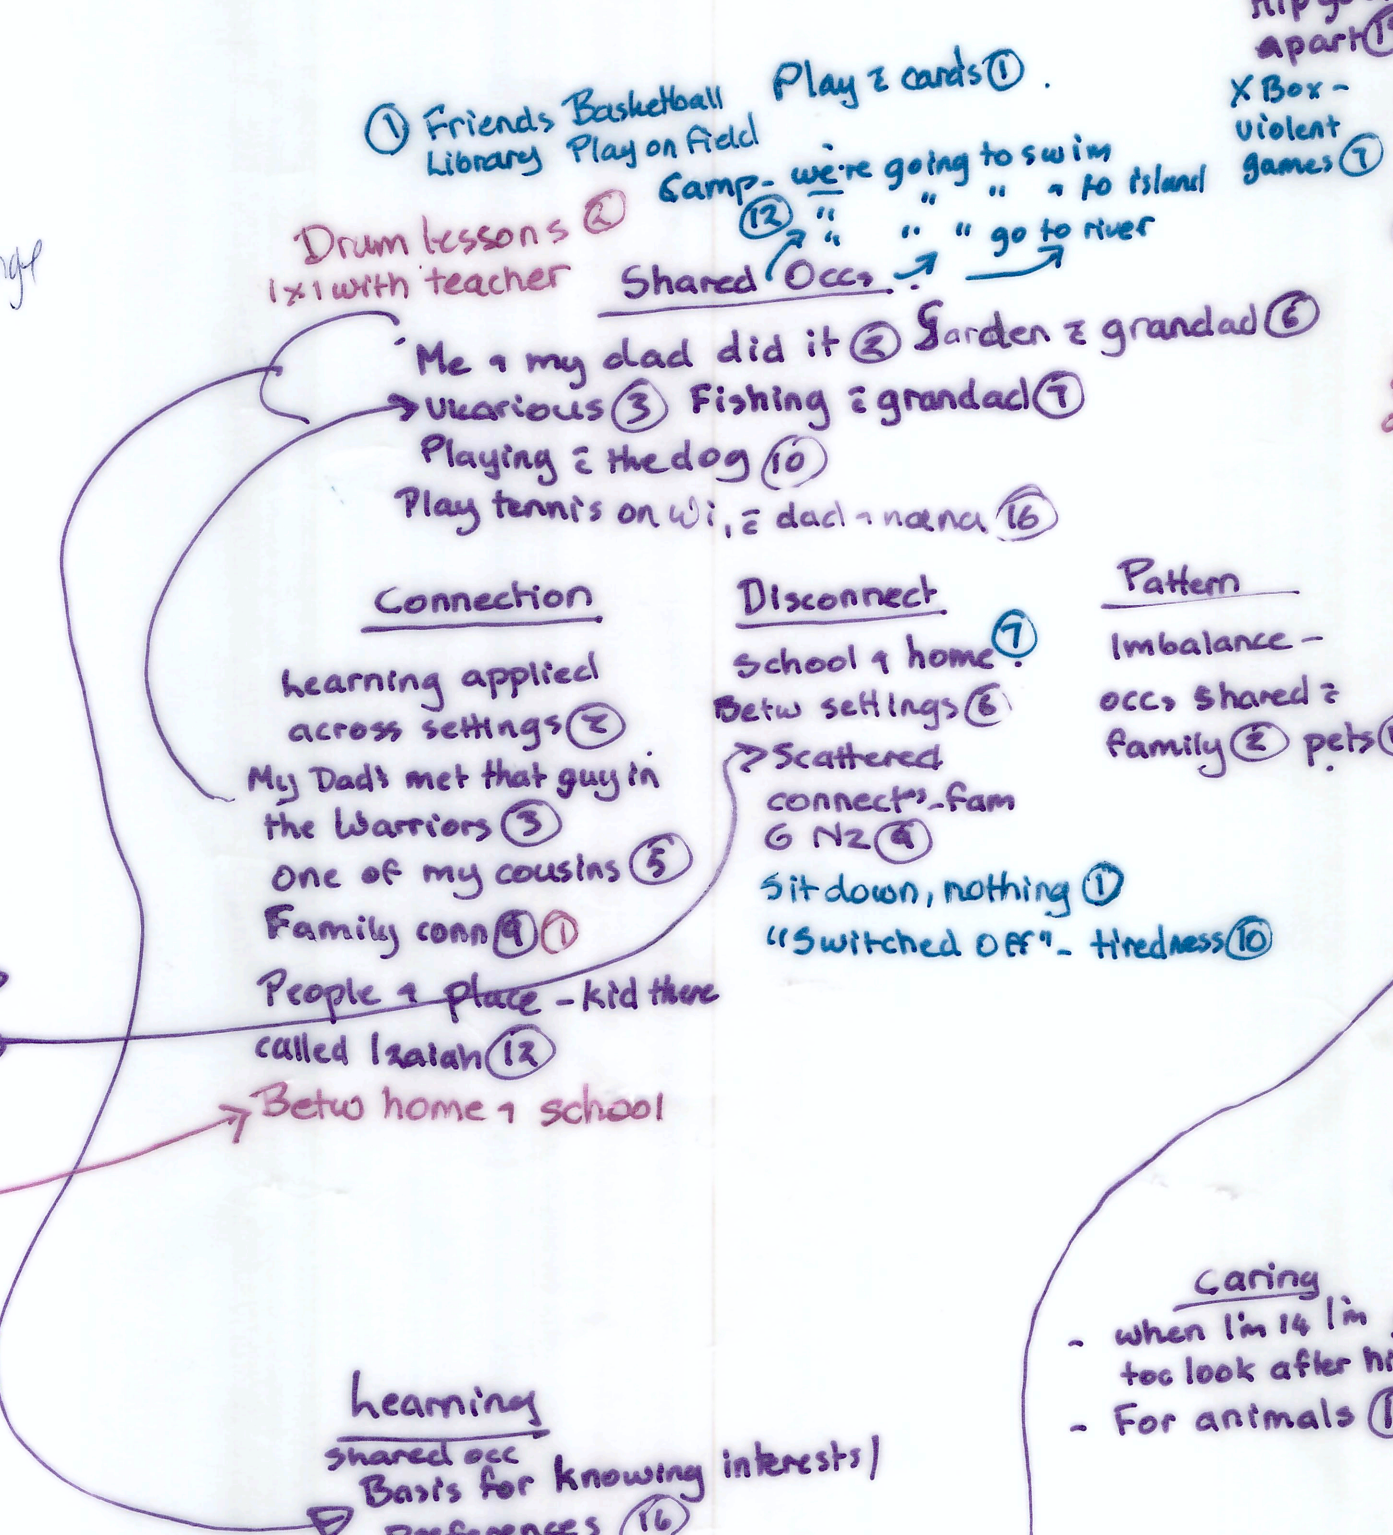 apart
X Box -
violent
games 7
Play c̄ cards 1 .
1 Friends Basketball
Library Play on field
Camp - we're going to swim
12 " " " " to island
" " " go to river
Drum lessons 2
1x1 with teacher
Shared Occs
Me & my dad did it 2 Garden c̄ grandad 6
Vicarious 3 Fishing c̄ grandad 7
Playing c̄ the dog 10
Play tennis on Wi, c̄ dad & nana 16
Connection
Learning applied
across settings 2
My Dad's met that guy in
the Warriors 3
one of my cousins 5
Family conn 9 1
People & place - kid there
called Izaiah 12
Betw home & school
Disconnect
School & home 7
Betw settings 6
Scattered
connectns - fam
G NZ 9
Sit down, nothing 1
"Switched Off" - tiredness 10
Pattern
Imbalance -
occs shared c̄
family 2 pets
Caring
- when I'm 14 I'm
too look after
- For animals
Learning
shared occ
Basis for knowing interests/
preferences 16